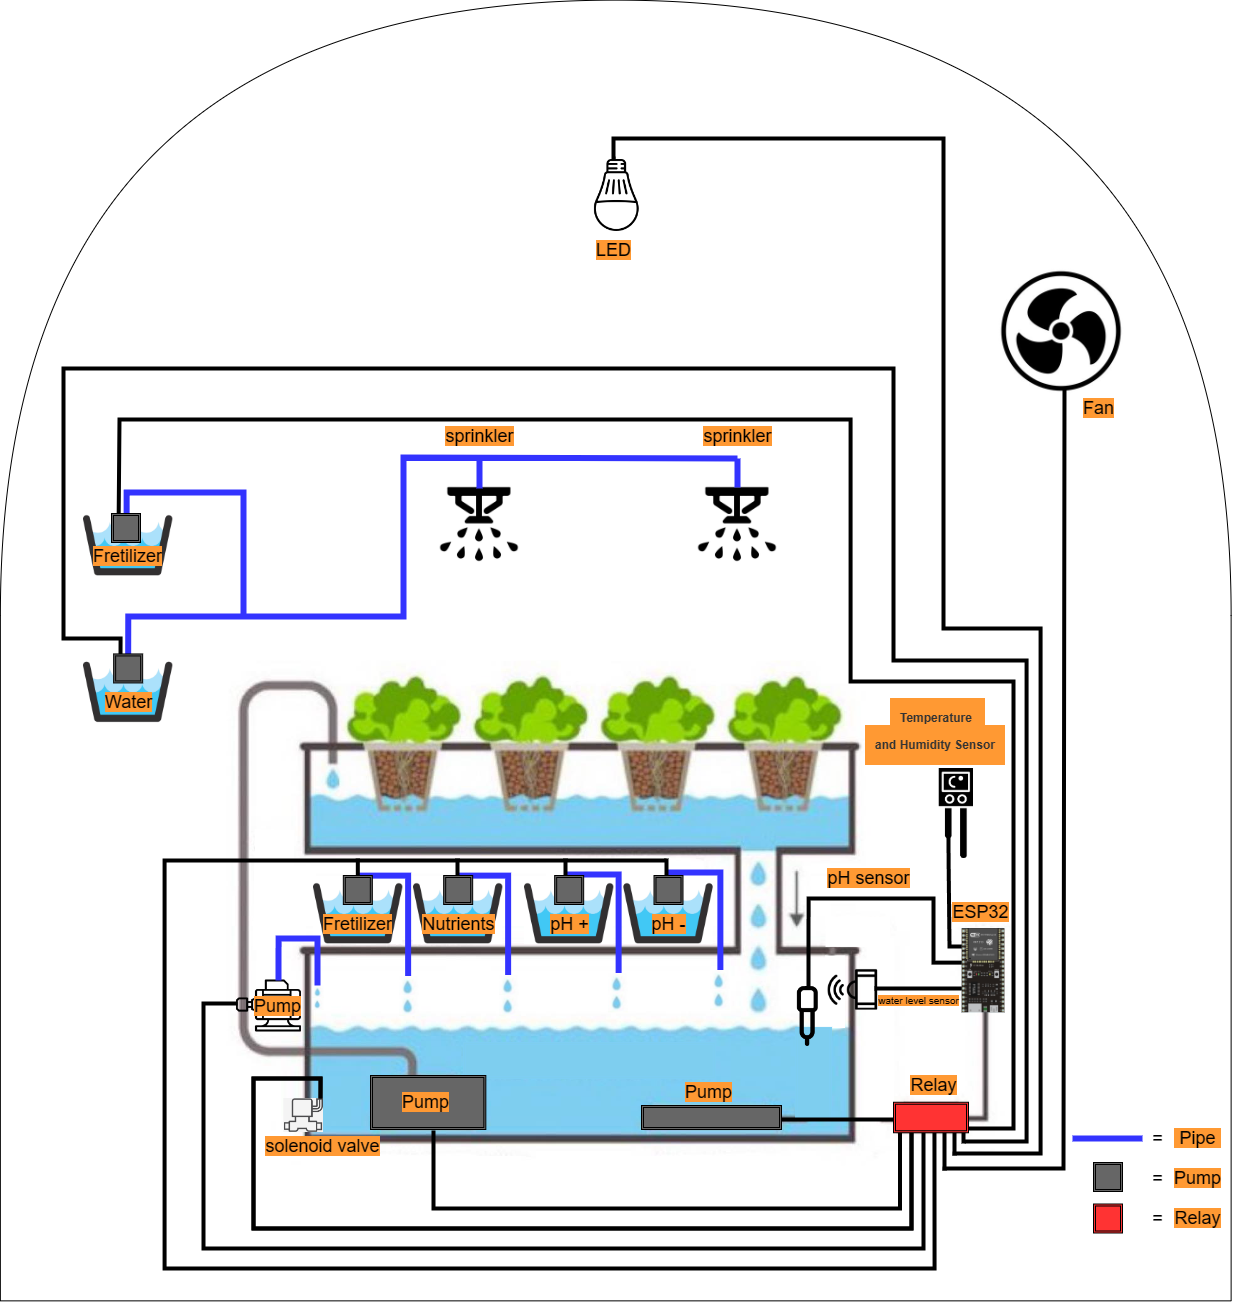 LED
Fan
sprinkler
sprinkler
Fretilizer
Water
Temperature
and Humidity Sensor
pH sensor
ESP32
Fretilizer
Nutrients
pH +
pH -
Pump
water level sensor
Pump
Pump
Relay
solenoid valve
= Pipe
= Pump
= Relay